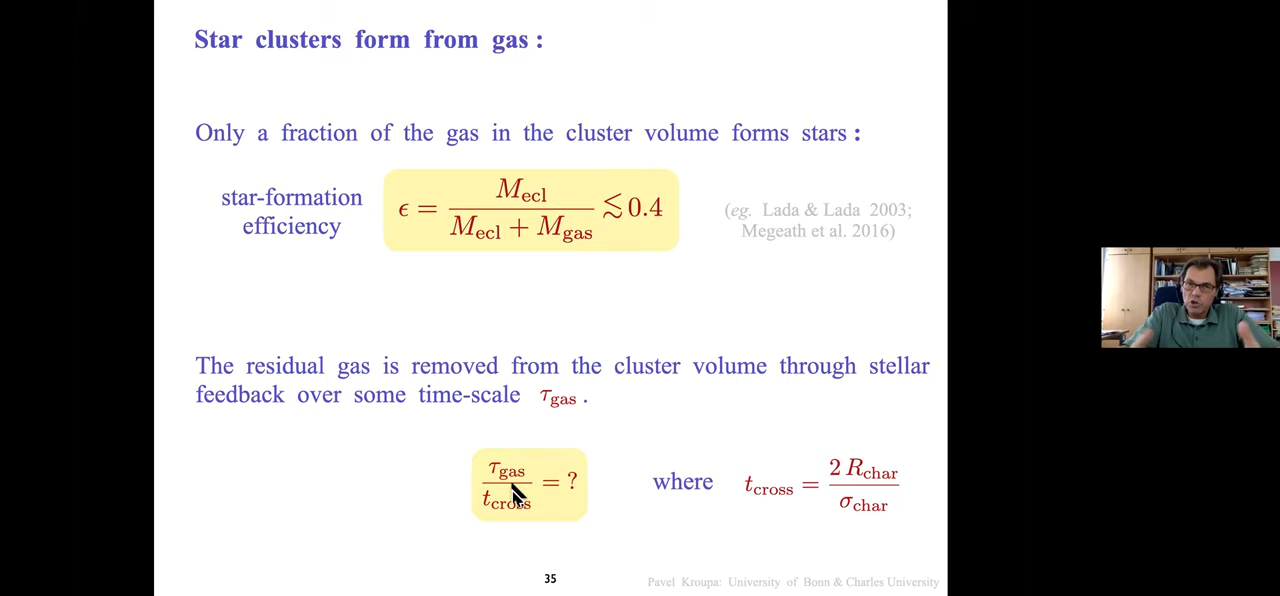 Star clusters form from gas :
Only a fraction of the gas in the cluster volume forms stars :
star-formation
efficiency
ϵ = M_ecl / (M_ecl + M_gas) ≲ 0.4
(eg. Lada & Lada 2003;
Megeath et al. 2016)
The residual gas is removed from the cluster volume through stellar
feedback over some time-scale τ_gas .
τ_gas / t_cross = ?
where
t_cross = 2 R_char / σ_char
35
Pavel Kroupa: University of Bonn & Charles University